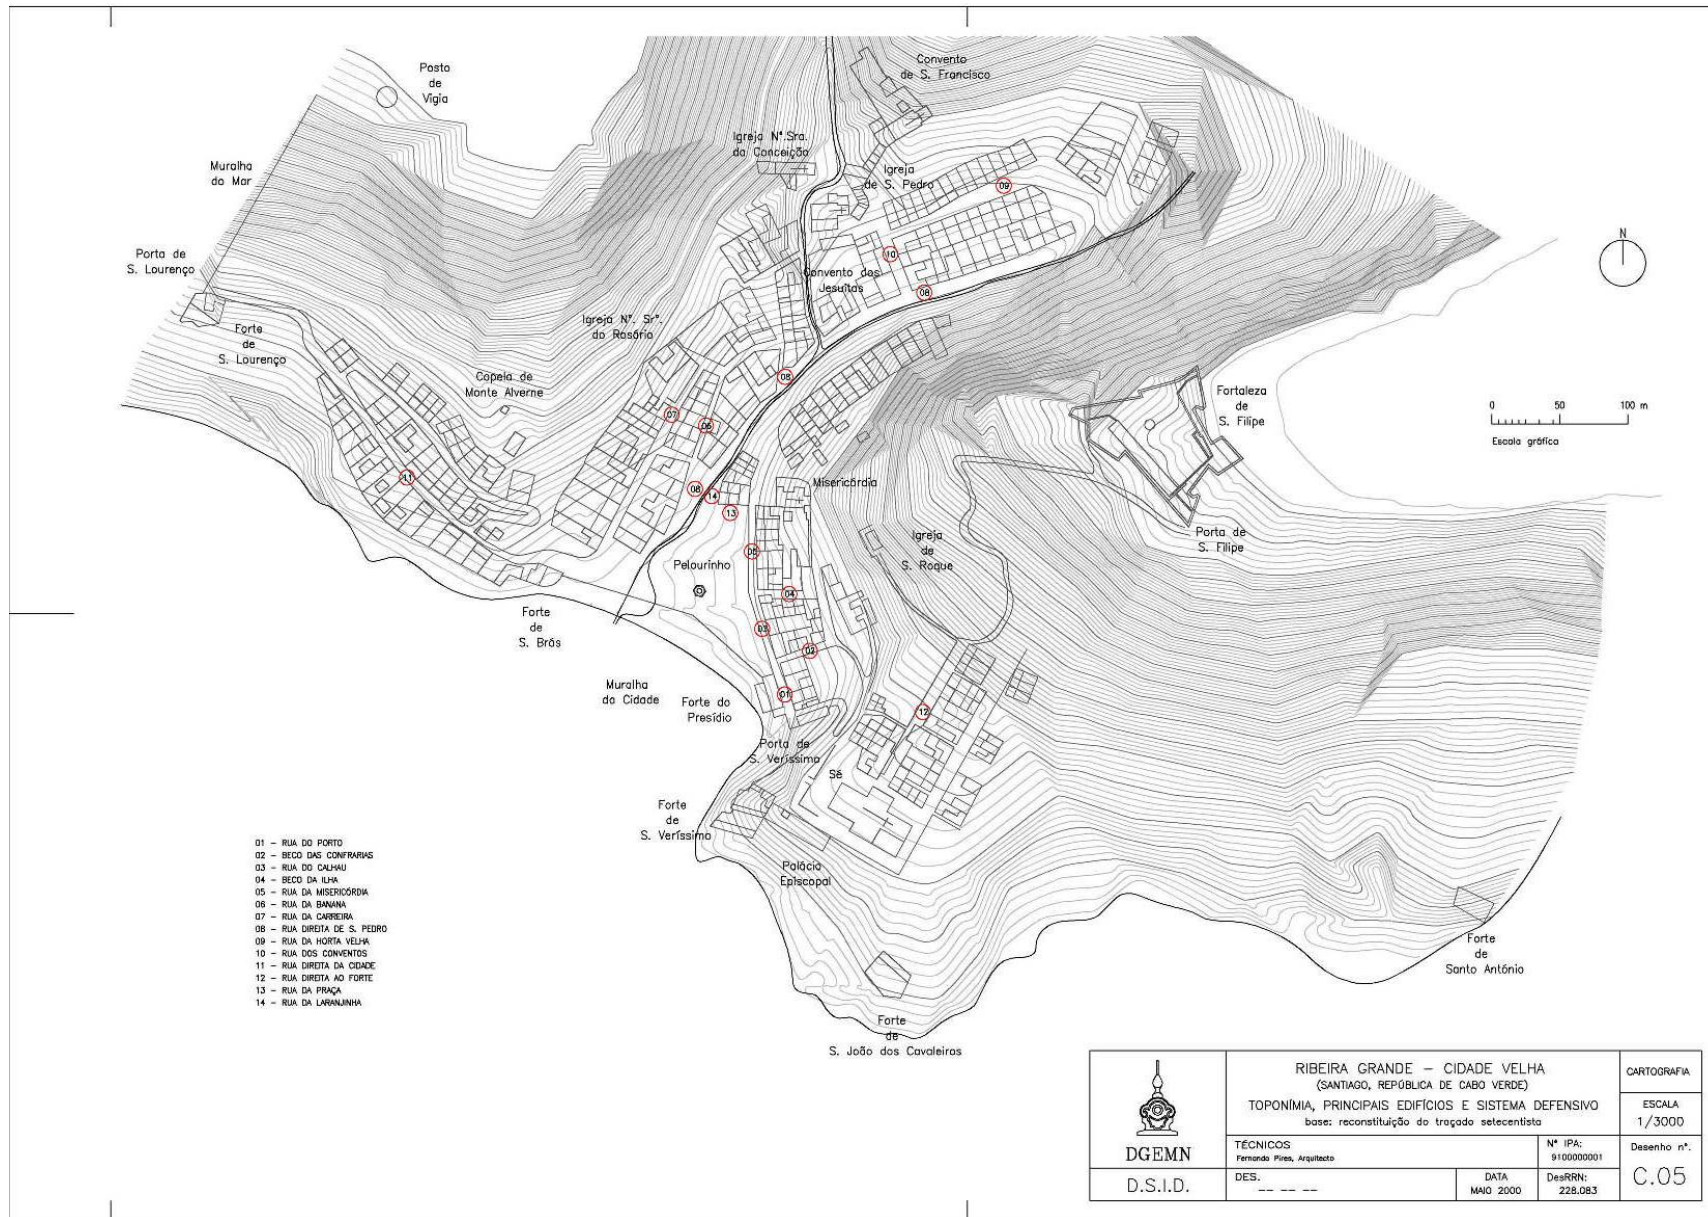 Posto
de
Vigia
Convento
de S. Francisco
Igreja Nª.Sra.
da Conceição
Muralha
do Mar
Igreja
de S. Pedro
09
N
Porta de
S. Lourenço
10
Convento dos
Jesuítas
08
Forte
de
S. Lourenço
Igreja Nª. Srª.
do Rosário
Capela de
Monte Alverne
08
Fortaleza
de
S. Filipe
0 50 100 m
Escala gráfica
07
06
11
Misericórdia
08
14
13
Porta de
S. Filipe
Igreja
de
S. Roque
05
Pelourinho
04
Forte
de
S. Brás
03
02
Muralha
da Cidade
Forte do
Presídio
01
12
Porta de
S. Veríssimo
Sé
Forte
de
S. Veríssimo
Palácio
Episcopal
01 - RUA DO PORTO
02 - BECO DAS CONFRARIAS
03 - RUA DO CALHAU
04 - BECO DA ILHA
05 - RUA DA MISERICÓRDIA
06 - RUA DA BANANA
07 - RUA DA CARREIRA
08 - RUA DIREITA DE S. PEDRO
09 - RUA DA HORTA VELHA
10 - RUA DOS CONVENTOS
11 - RUA DIREITA DA CIDADE
12 - RUA DIREITA AO FORTE
13 - RUA DA PRAÇA
14 - RUA DA LARANJINHA
Forte
de
Santo António
Forte
de
S. João dos Cavaleiros
DGEMN
D.S.I.D.
RIBEIRA GRANDE - CIDADE VELHA
(SANTIAGO, REPÚBLICA DE CABO VERDE)
TOPONÍMIA, PRINCIPAIS EDIFÍCIOS E SISTEMA DEFENSIVO
base: reconstituição do traçado setecentista
CARTOGRAFIA
ESCALA
1/3000
TÉCNICOS
Fernando Pires, Arquitecto
Nº IPA:
9100000001
Desenho nº.
C.05
DES.
DATA
MAIO 2000
DesRRN:
228.083